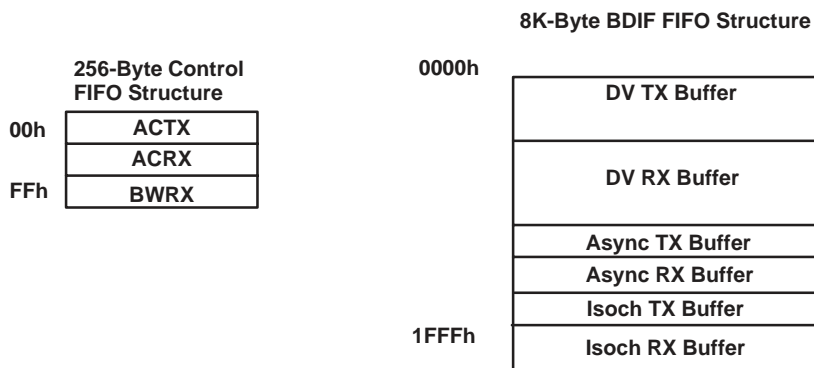 8K-Byte BDIF FIFO Structure
256-Byte Control
FIFO Structure
00h
ACTX
ACRX
FFh
BWRX
0000h
DV TX Buffer
DV RX Buffer
Async TX Buffer
Async RX Buffer
Isoch TX Buffer
1FFFh
Isoch RX Buffer